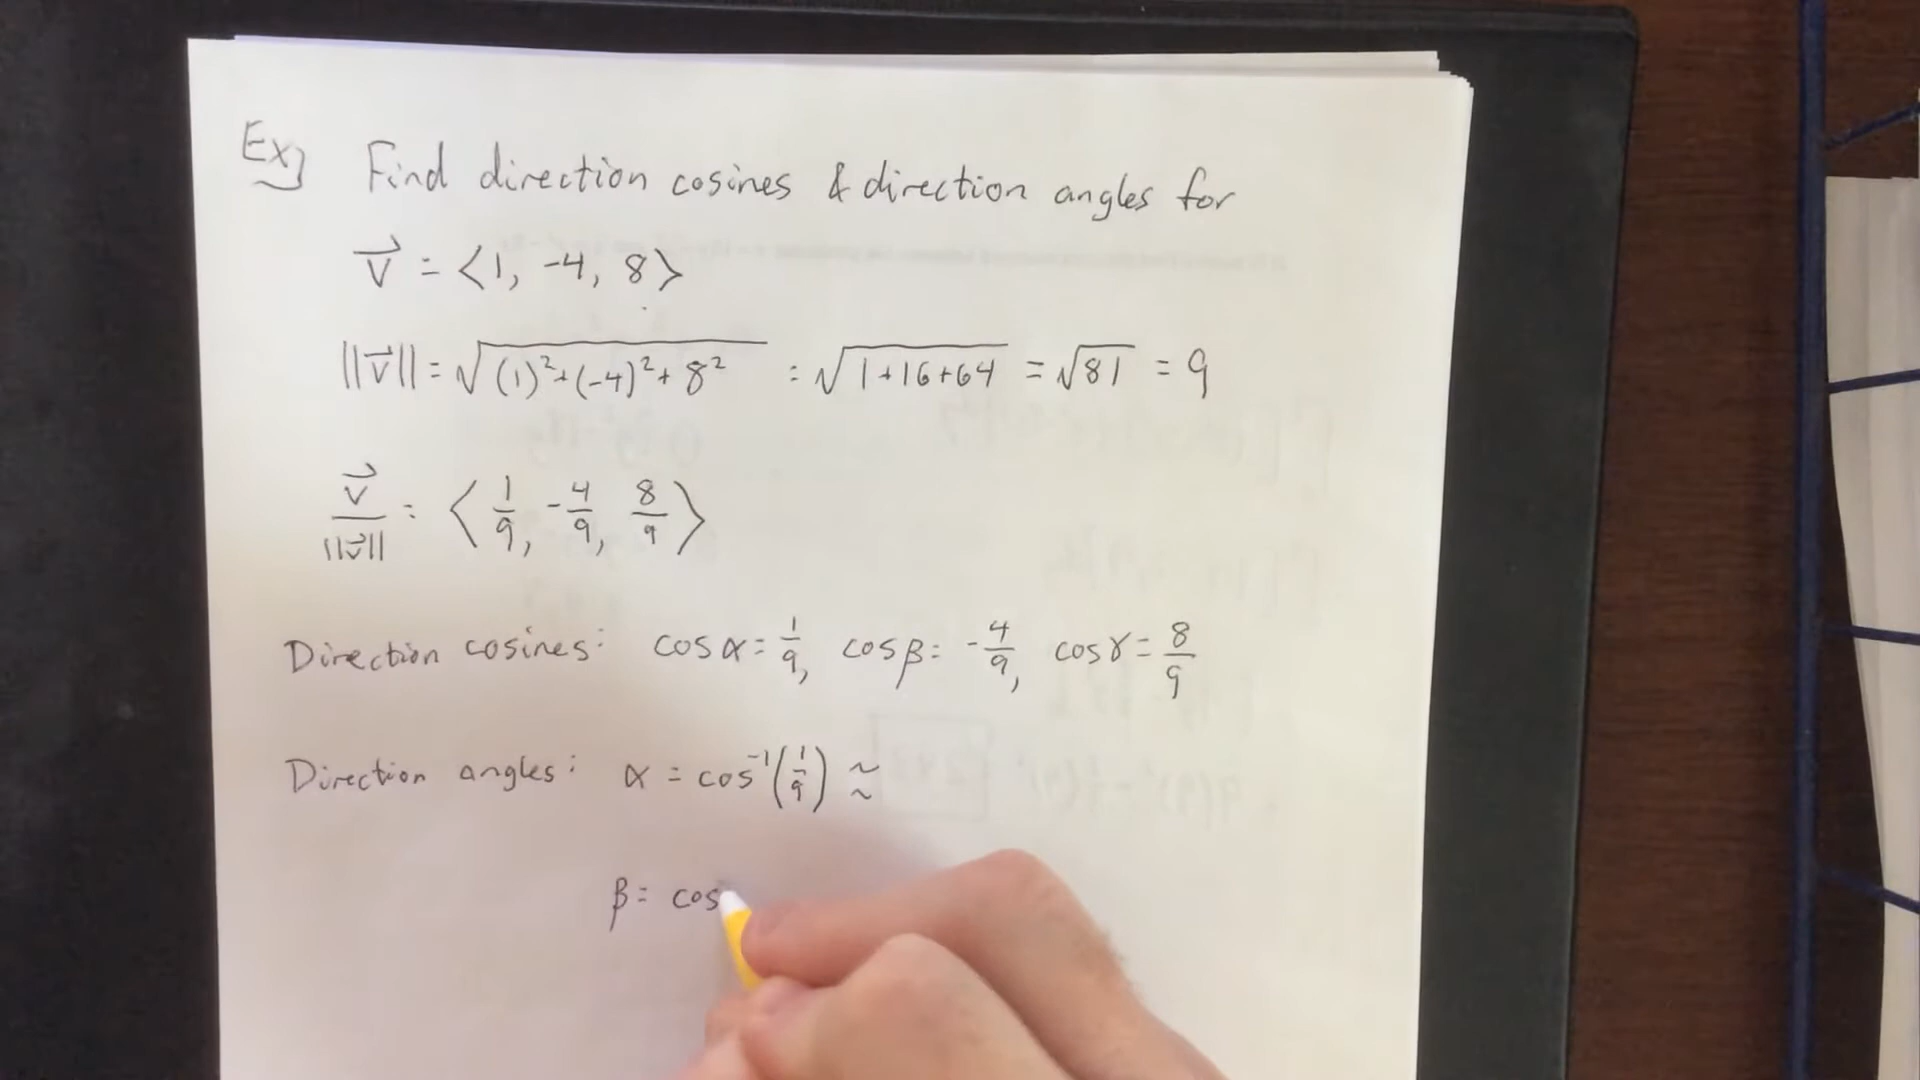 Ex) Find direction cosines & direction angles for
v⃗ = ⟨1, -4, 8⟩
||v⃗|| = √((1)² + (-4)² + 8²) = √(1+16+64) = √81 = 9
v⃗/||v⃗|| = ⟨1/9, -4/9, 8/9⟩
Direction cosines: cos α = 1/9, cos β = -4/9, cos γ = 8/9
Direction angles: α = cos⁻¹(1/9) ≈
β = cos